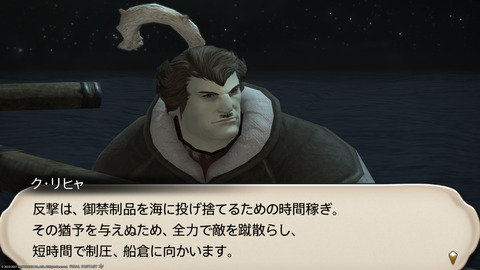 ク・リヒャ
反撃は、御禁制品を海に投げ捨てるための時間稼ぎ。
その猶予を与えぬため、全力で敵を蹴散らし、
短時間で制圧、船倉に向かいます。
FINAL FANTASY XIV